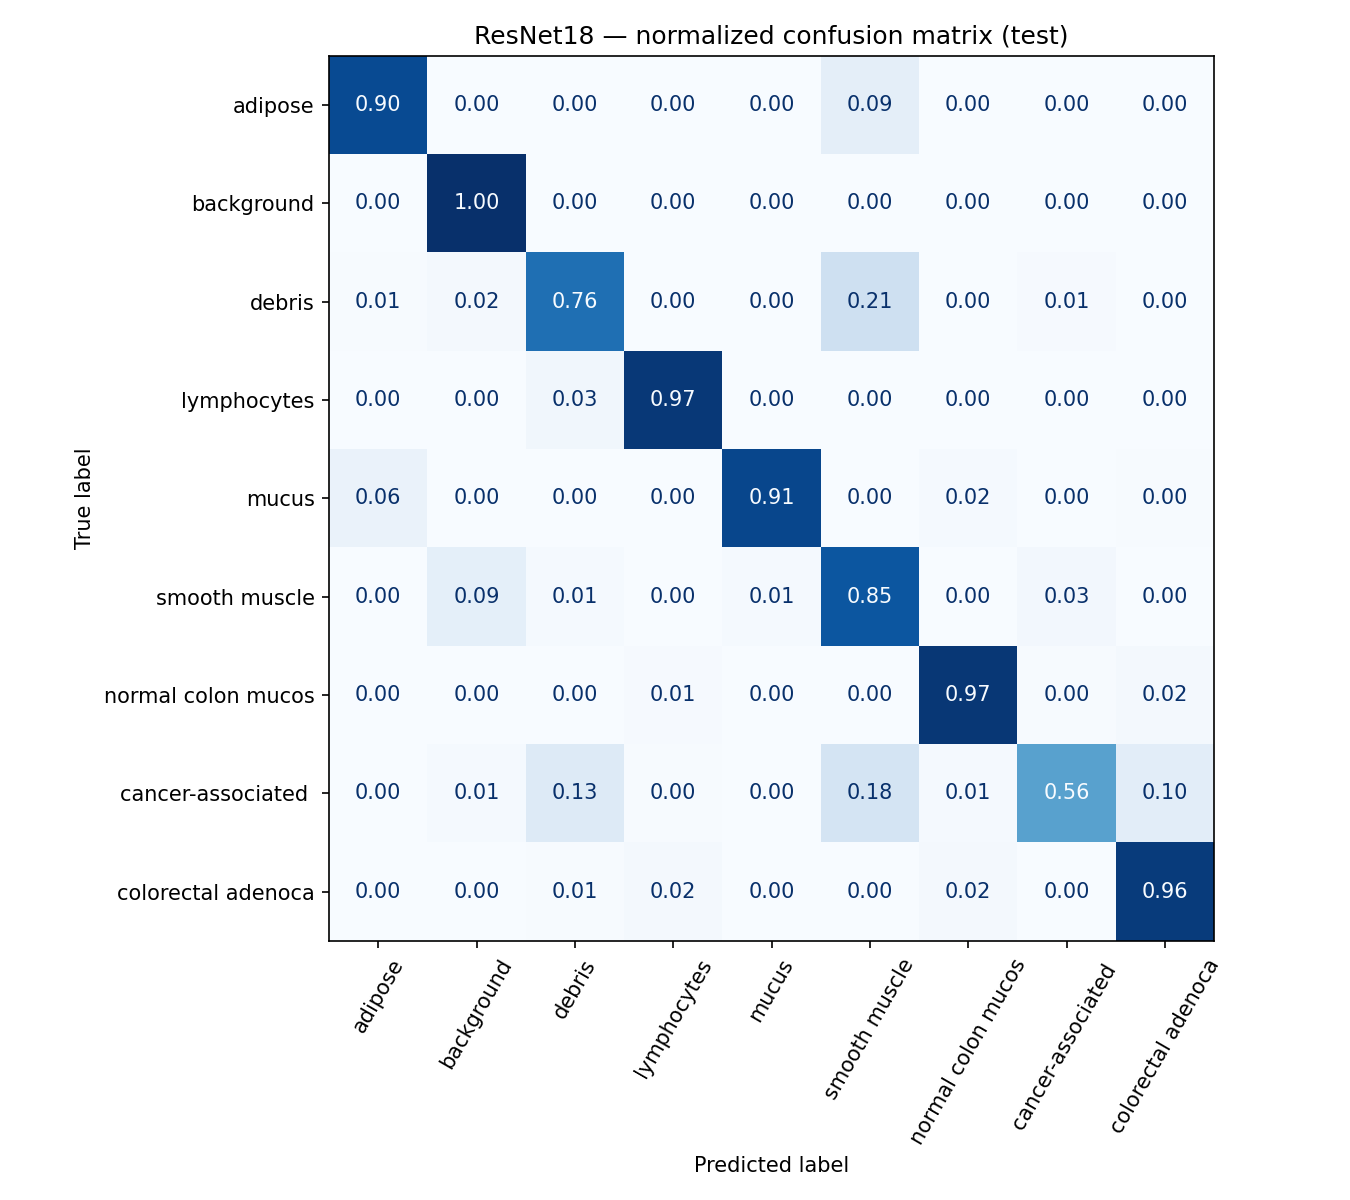 ResNet18 — normalized confusion matrix (test)
adipose 0.90 0.00 0.00 0.00 0.00 0.09 0.00 0.00 0.00
background 0.00 1.00 0.00 0.00 0.00 0.00 0.00 0.00 0.00
debris 0.01 0.02 0.76 0.00 0.00 0.21 0.00 0.01 0.00
lymphocytes 0.00 0.00 0.03 0.97 0.00 0.00 0.00 0.00 0.00
mucus 0.06 0.00 0.00 0.00 0.91 0.00 0.02 0.00 0.00
smooth muscle 0.00 0.09 0.01 0.00 0.01 0.85 0.00 0.03 0.00
normal colon mucos 0.00 0.00 0.00 0.01 0.00 0.00 0.97 0.00 0.02
cancer-associated 0.00 0.01 0.13 0.00 0.00 0.18 0.01 0.56 0.10
colorectal adenoca 0.00 0.00 0.01 0.02 0.00 0.00 0.02 0.00 0.96
True label
adipose background debris lymphocytes mucus smooth muscle normal colon mucos cancer-associated colorectal adenoca
Predicted label